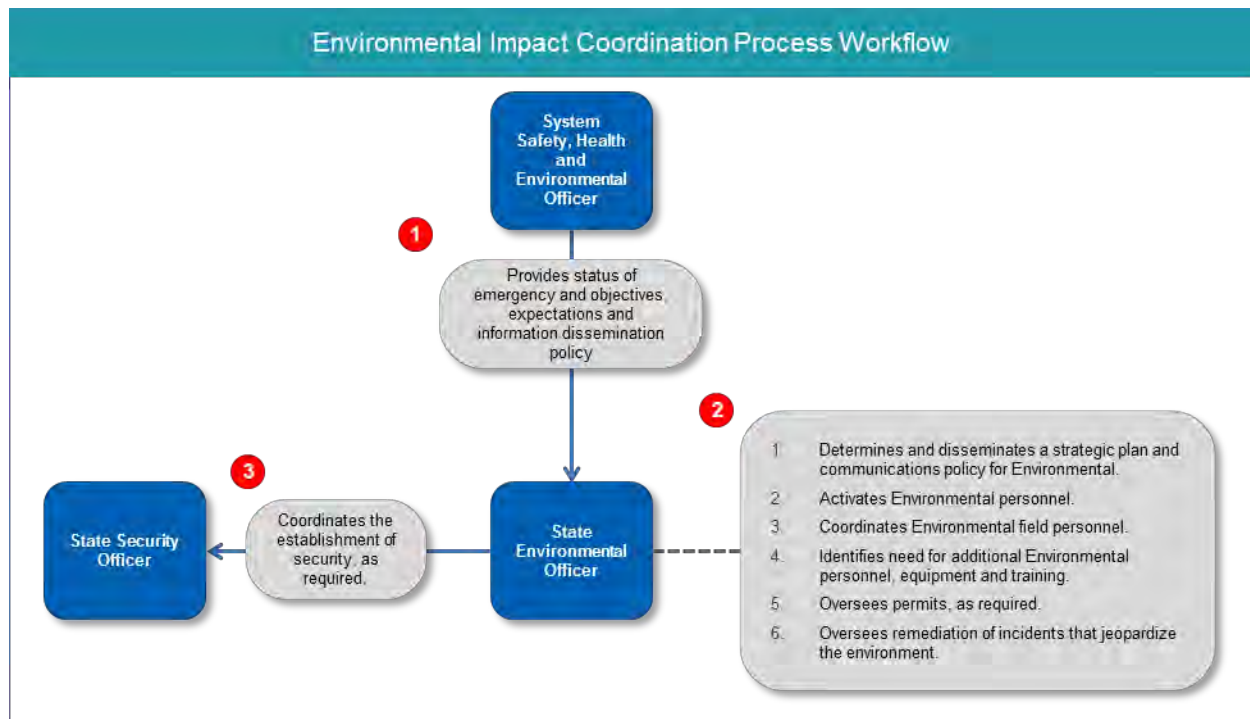 Environmental Impact Coordination Process Workflow
System
Safety, Health
and
Environmental
Officer
1
Provides status of
emergency and objectives,
expectations and
information dissemination
policy
2
1. Determines and disseminates a strategic plan and
communications policy for Environmental.
2. Activates Environmental personnel.
3. Coordinates Environmental field personnel.
4. Identifies need for additional Environmental
personnel, equipment and training.
5. Oversees permits, as required.
6. Oversees remediation of incidents that jeopardize
the environment.
3
State Security
Officer
Coordinates the
establishment of
security, as
required.
State
Environmental
Officer